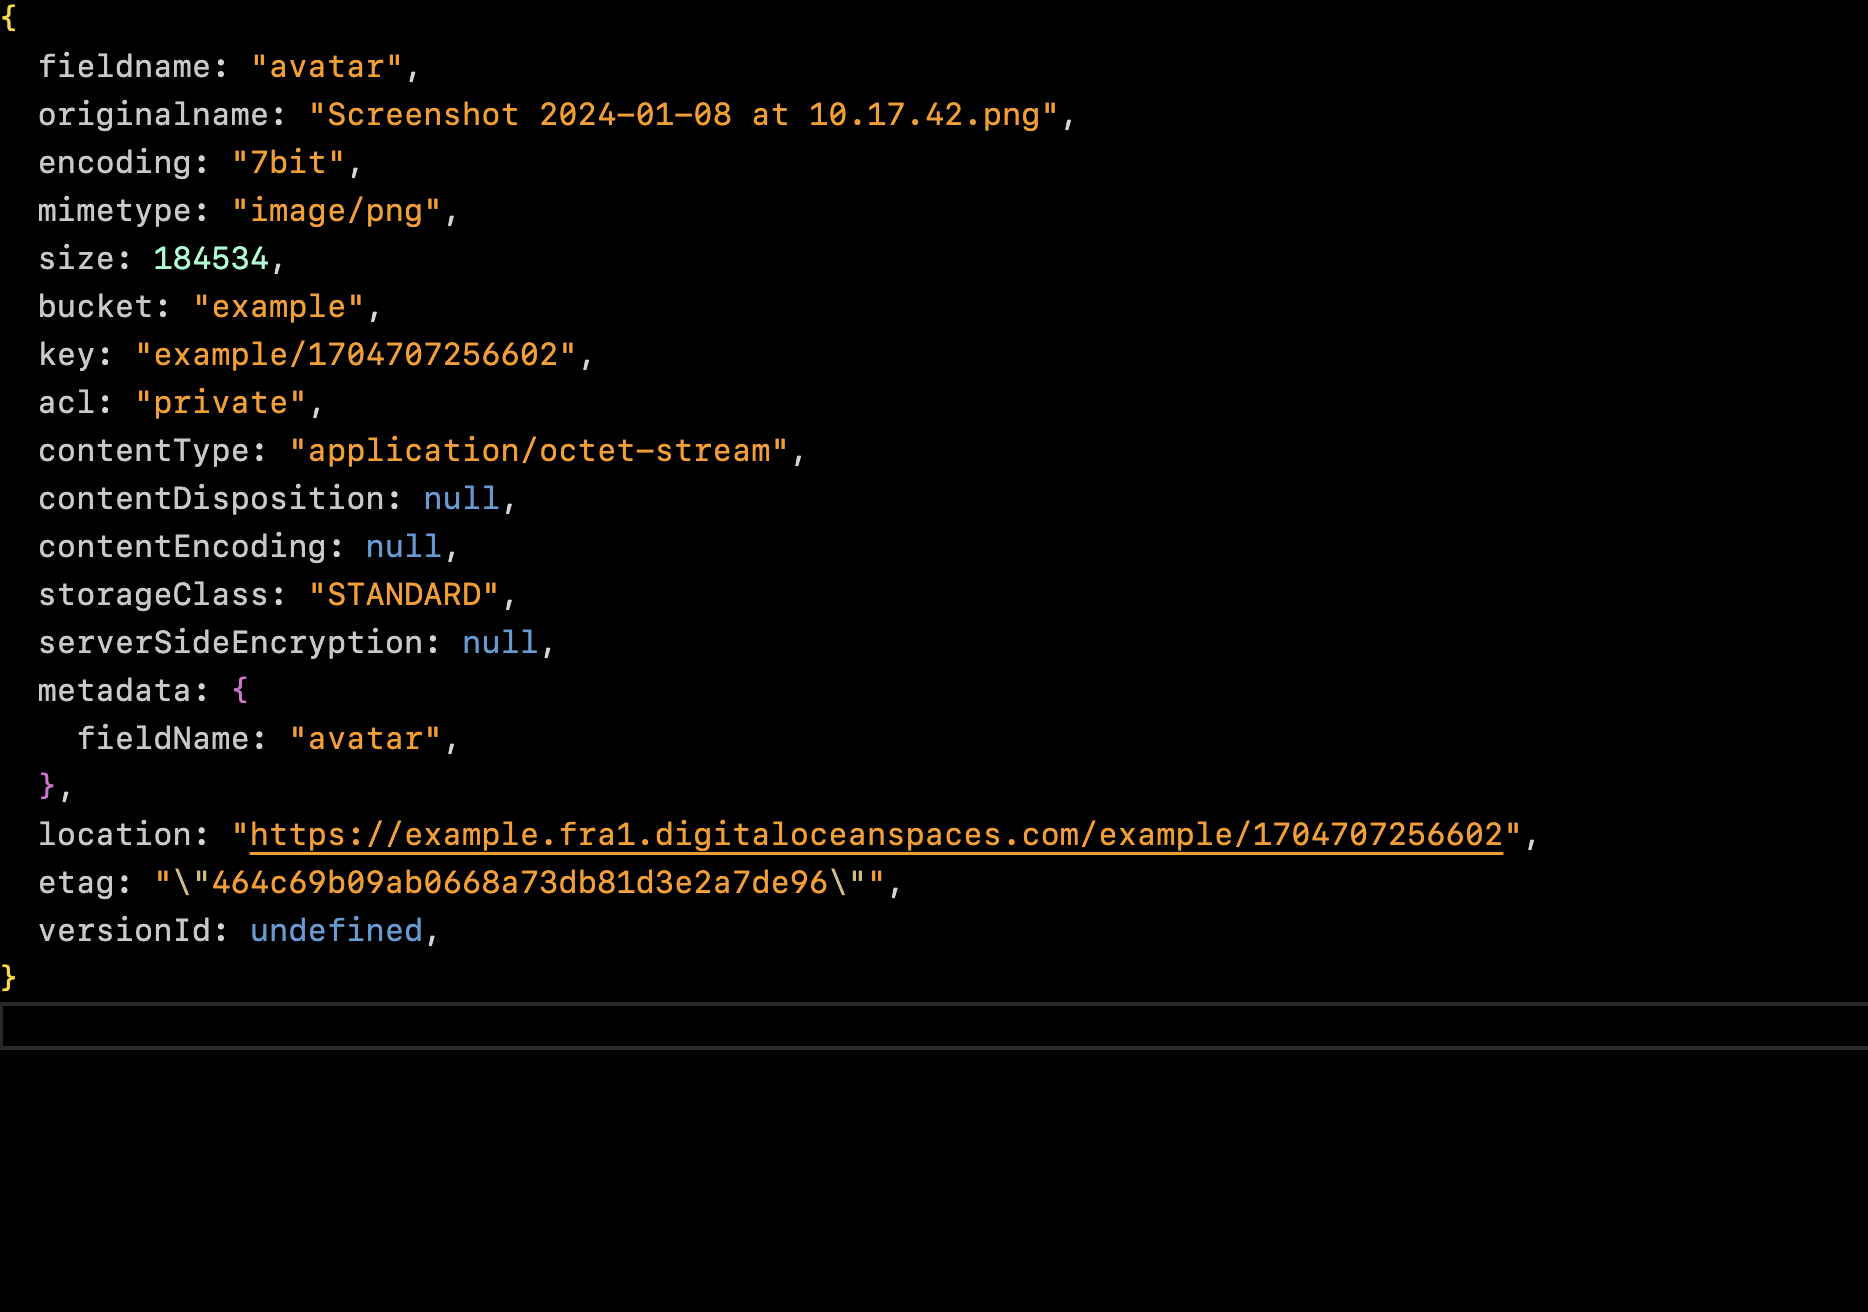 {
  fieldname: "avatar",
  originalname: "Screenshot 2024-01-08 at 10.17.42.png",
  encoding: "7bit",
  mimetype: "image/png",
  size: 184534,
  bucket: "example",
  key: "example/1704707256602",
  acl: "private",
  contentType: "application/octet-stream",
  contentDisposition: null,
  contentEncoding: null,
  storageClass: "STANDARD",
  serverSideEncryption: null,
  metadata: {
    fieldName: "avatar",
  },
  location: "https://example.fra1.digitaloceanspaces.com/example/1704707256602",
  etag: "\"464c69b09ab0668a73db81d3e2a7de96\"",
  versionId: undefined,
}